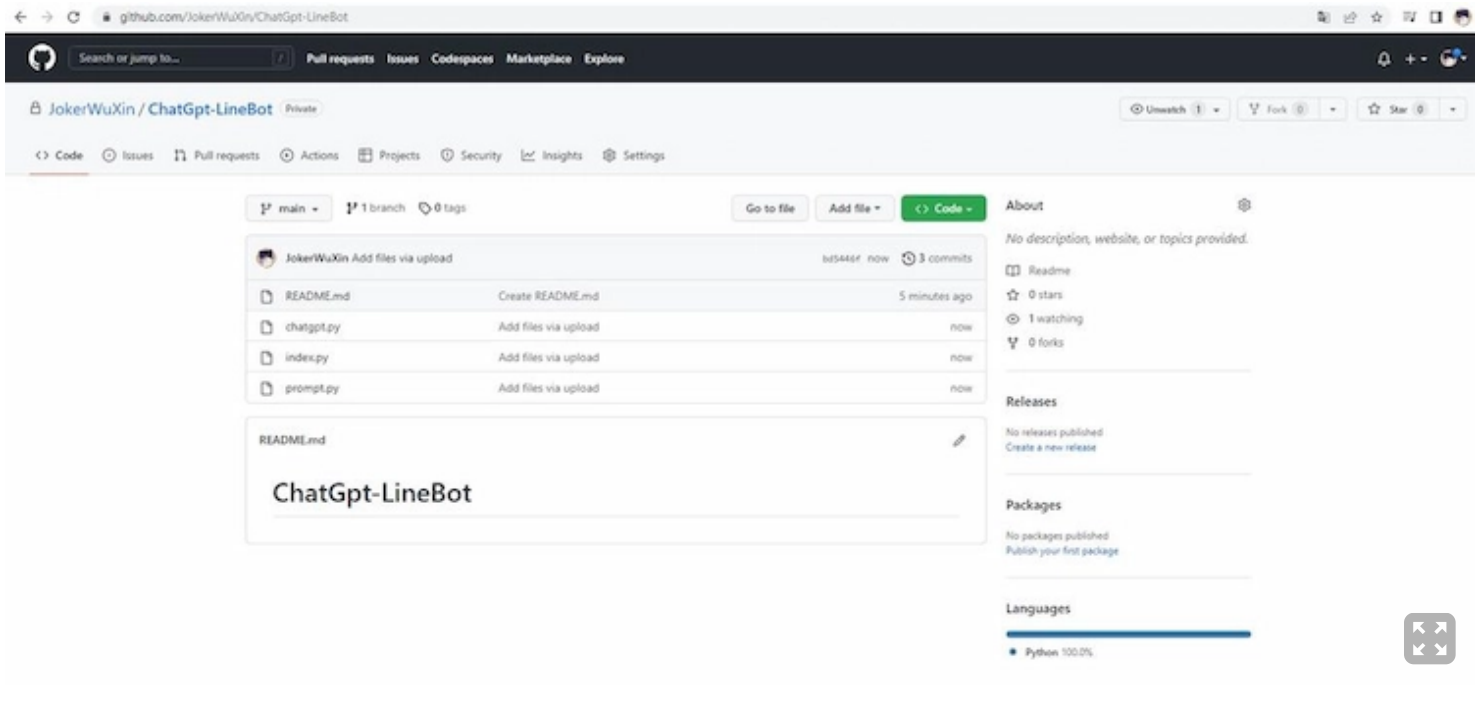 github.com/JokerWuXin/ChatGpt-LineBot
Search or jump to... / Pull requests Issues Codespaces Marketplace Explore
JokerWuXin / ChatGpt-LineBot Private Unwatch 1 Fork 0 Star 0
<> Code Issues Pull requests Actions Projects Security Insights Settings
main 1 branch 0 tags Go to file Add file <> Code
JokerWuXin Add files via upload now 3 commits
README.md Create README.md 5 minutes ago
chatgpt.py Add files via upload now
index.py Add files via upload now
prompt.py Add files via upload now
README.md
ChatGpt-LineBot
About
No description, website, or topics provided.
Readme
0 stars
1 watching
0 forks
Releases
No releases published
Create a new release
Packages
No packages published
Publish your first package
Languages
Python 100.0%